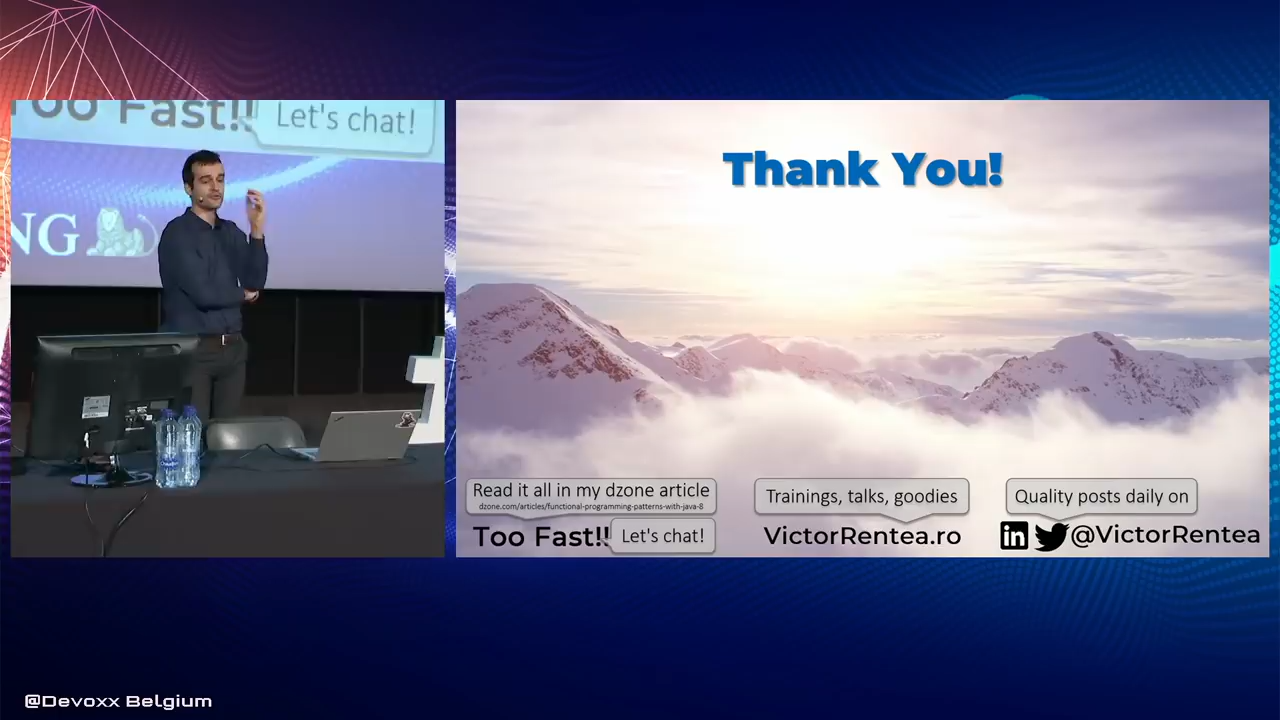 Too Fast!!
Let's chat!
NG
Thank You!
Read it all in my dzone article
dzone.com/articles/functional-programming-patterns-with-java-8
Too Fast!!
Let's chat!
Trainings, talks, goodies
VictorRentea.ro
Quality posts daily on
in
@VictorRentea
@Devoxx Belgium